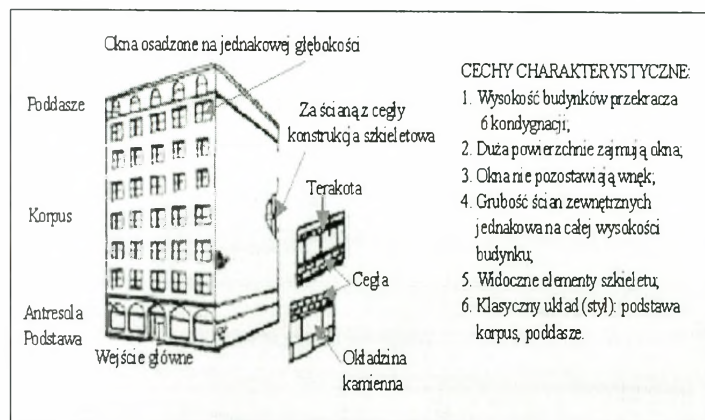 Okna osadzone na jednakowej głębokości
Poddasze
Za ścianą z cegły
konstrukcja szkieletowa
Terakota
Korpus
Cegła
Antresola
Podstawa
Wejście główne
Okładzina
kamienna
CECHY CHARAKTERYSTYCZNE:
1. Wysokość budynków przekracza
6 kondygnacji;
2. Duża powierzchnie zajmują okna;
3. Okna nie pozostawiają wnęk;
4. Grubość ścian zewnętrznych
jednakowa na całej wysokości
budynku;
5. Widoczne elementy szkieletu;
6. Klasyczny układ (styl): podstawa
korpus, poddasze.